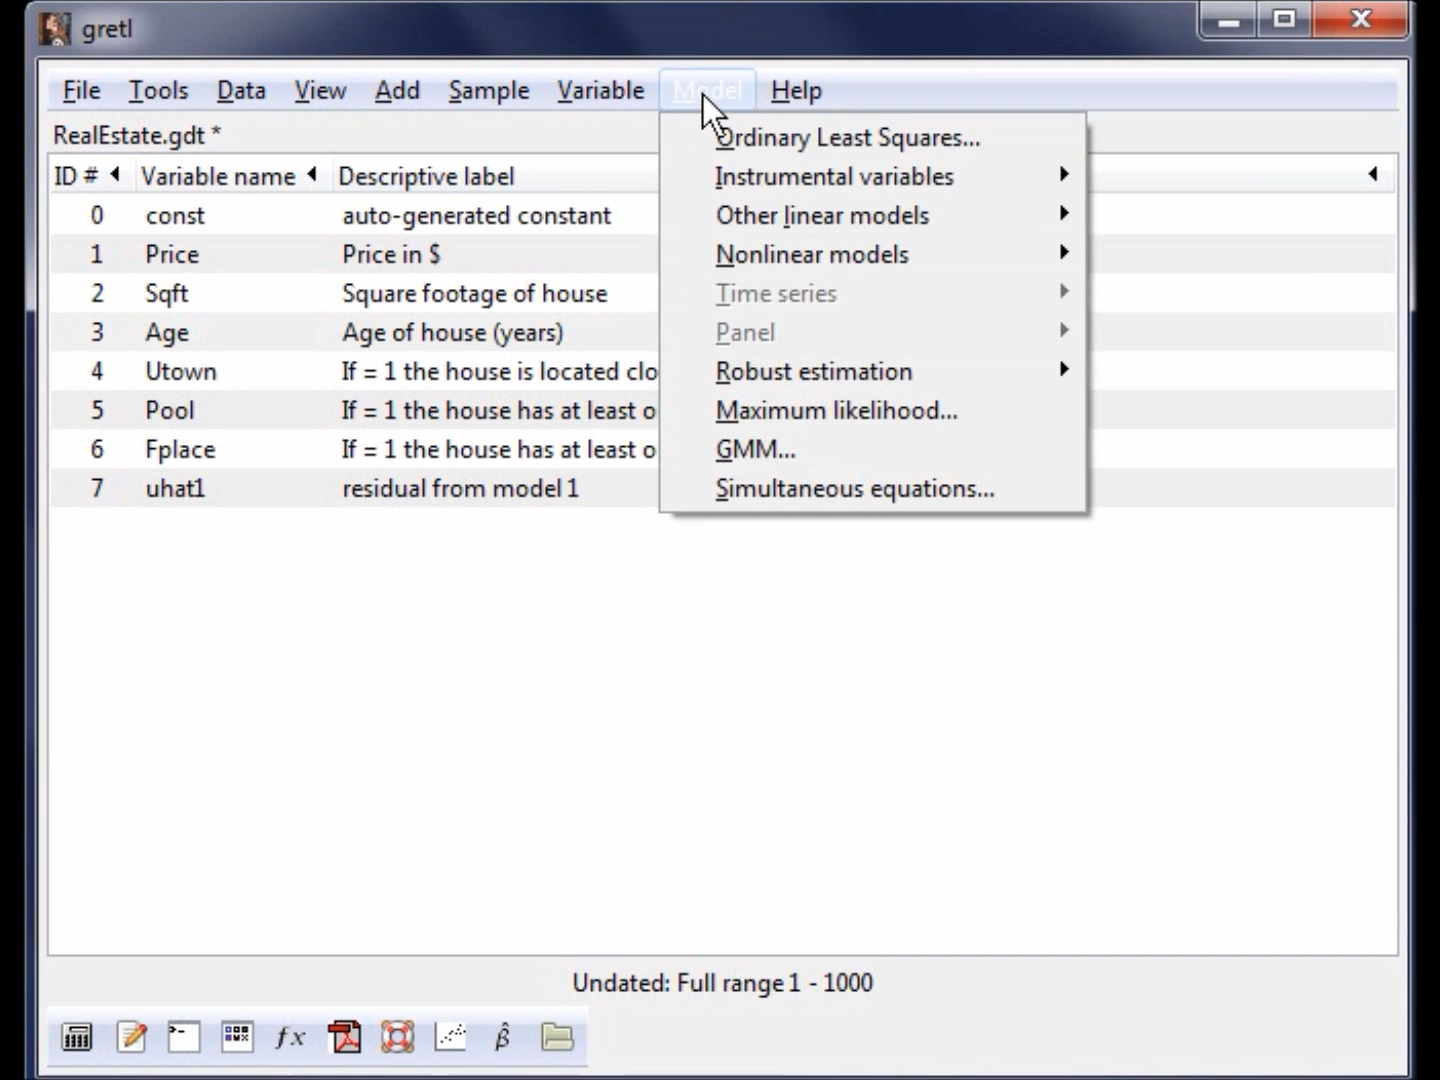 gretl
File Tools Data View Add Sample Variable Model Help
RealEstate.gdt *
ID # Variable name Descriptive label
0 const auto-generated constant
1 Price Price in $
2 Sqft Square footage of house
3 Age Age of house (years)
4 Utown If = 1 the house is located clo
5 Pool If = 1 the house has at least o
6 Fplace If = 1 the house has at least o
7 uhat1 residual from model 1
Ordinary Least Squares...
Instrumental variables
Other linear models
Nonlinear models
Time series
Panel
Robust estimation
Maximum likelihood...
GMM...
Simultaneous equations...
Undated: Full range 1 - 1000
fx
β̂